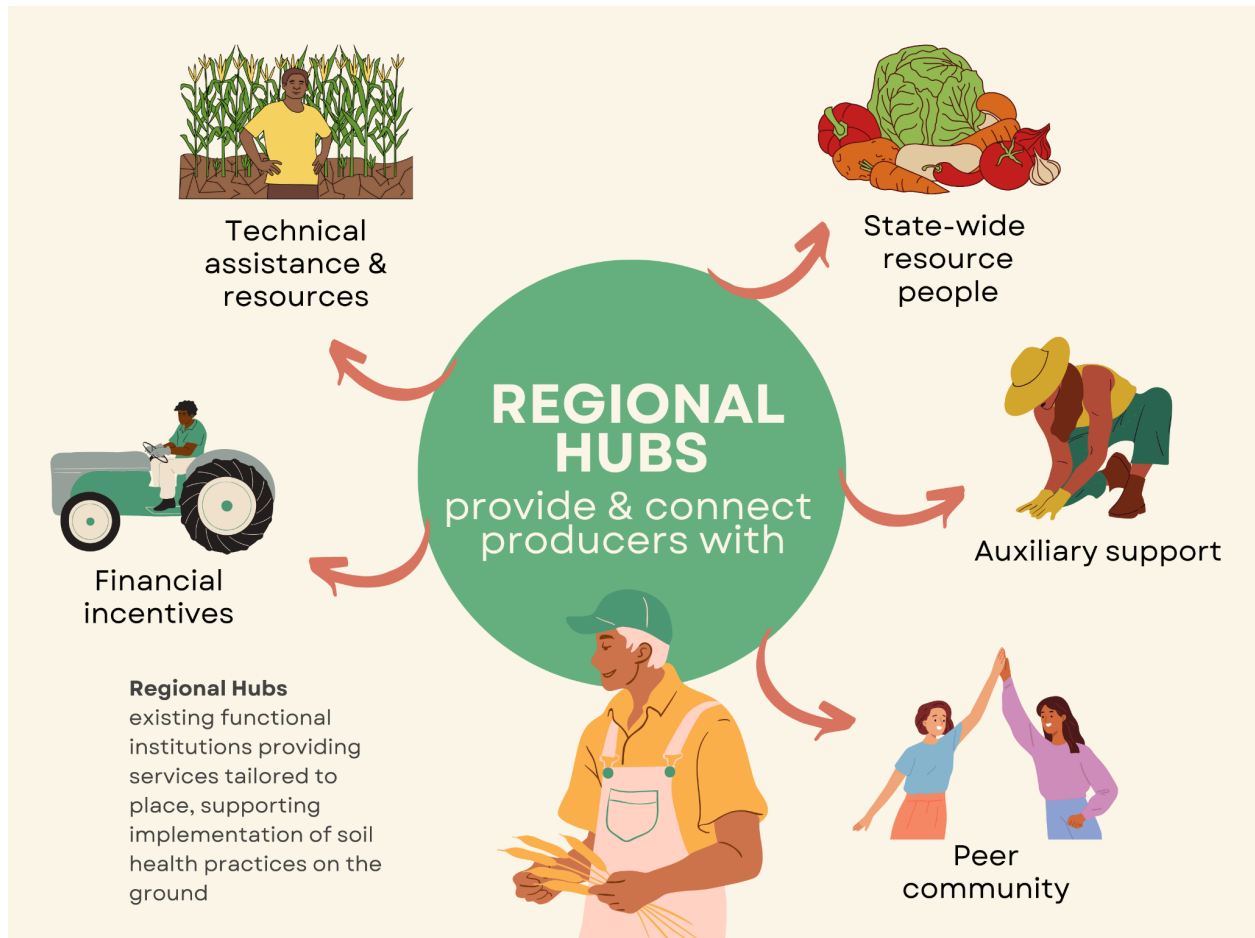 Technical
assistance &
resources
State-wide
resource
people
REGIONAL
HUBS
provide & connect
producers with
Financial
incentives
Auxiliary support
Regional Hubs
existing functional
institutions providing
services tailored to
place, supporting
implementation of soil
health practices on the
ground
Peer
community